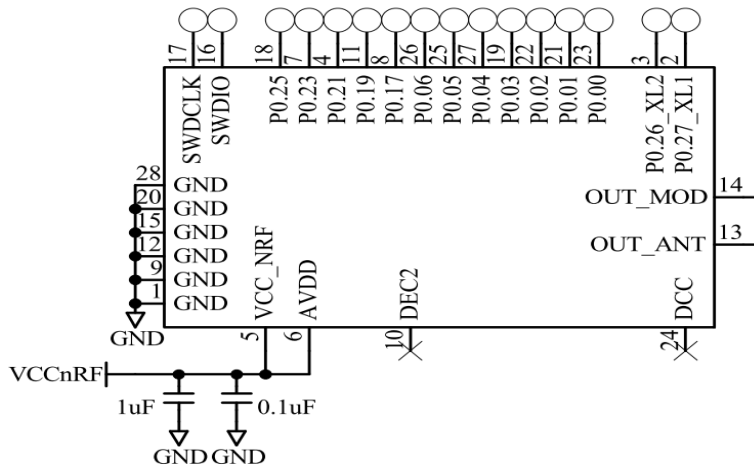 17 16 18 7 4 11 8 26 25 27 19 22 21 23 3 2
SWDCLK SWDIO P0.25 P0.23 P0.21 P0.19 P0.17 P0.06 P0.05 P0.04 P0.03 P0.02 P0.01 P0.00 P0.26_XL2 P0.27_XL1
28 GND
20 GND
15 GND
12 GND
9 GND
1 GND
GND
OUT_MOD 14
OUT_ANT 13
VCC_NRF AVDD DEC2 DCC
5 6 10 24
VCCnRF
1uF 0.1uF
GND GND